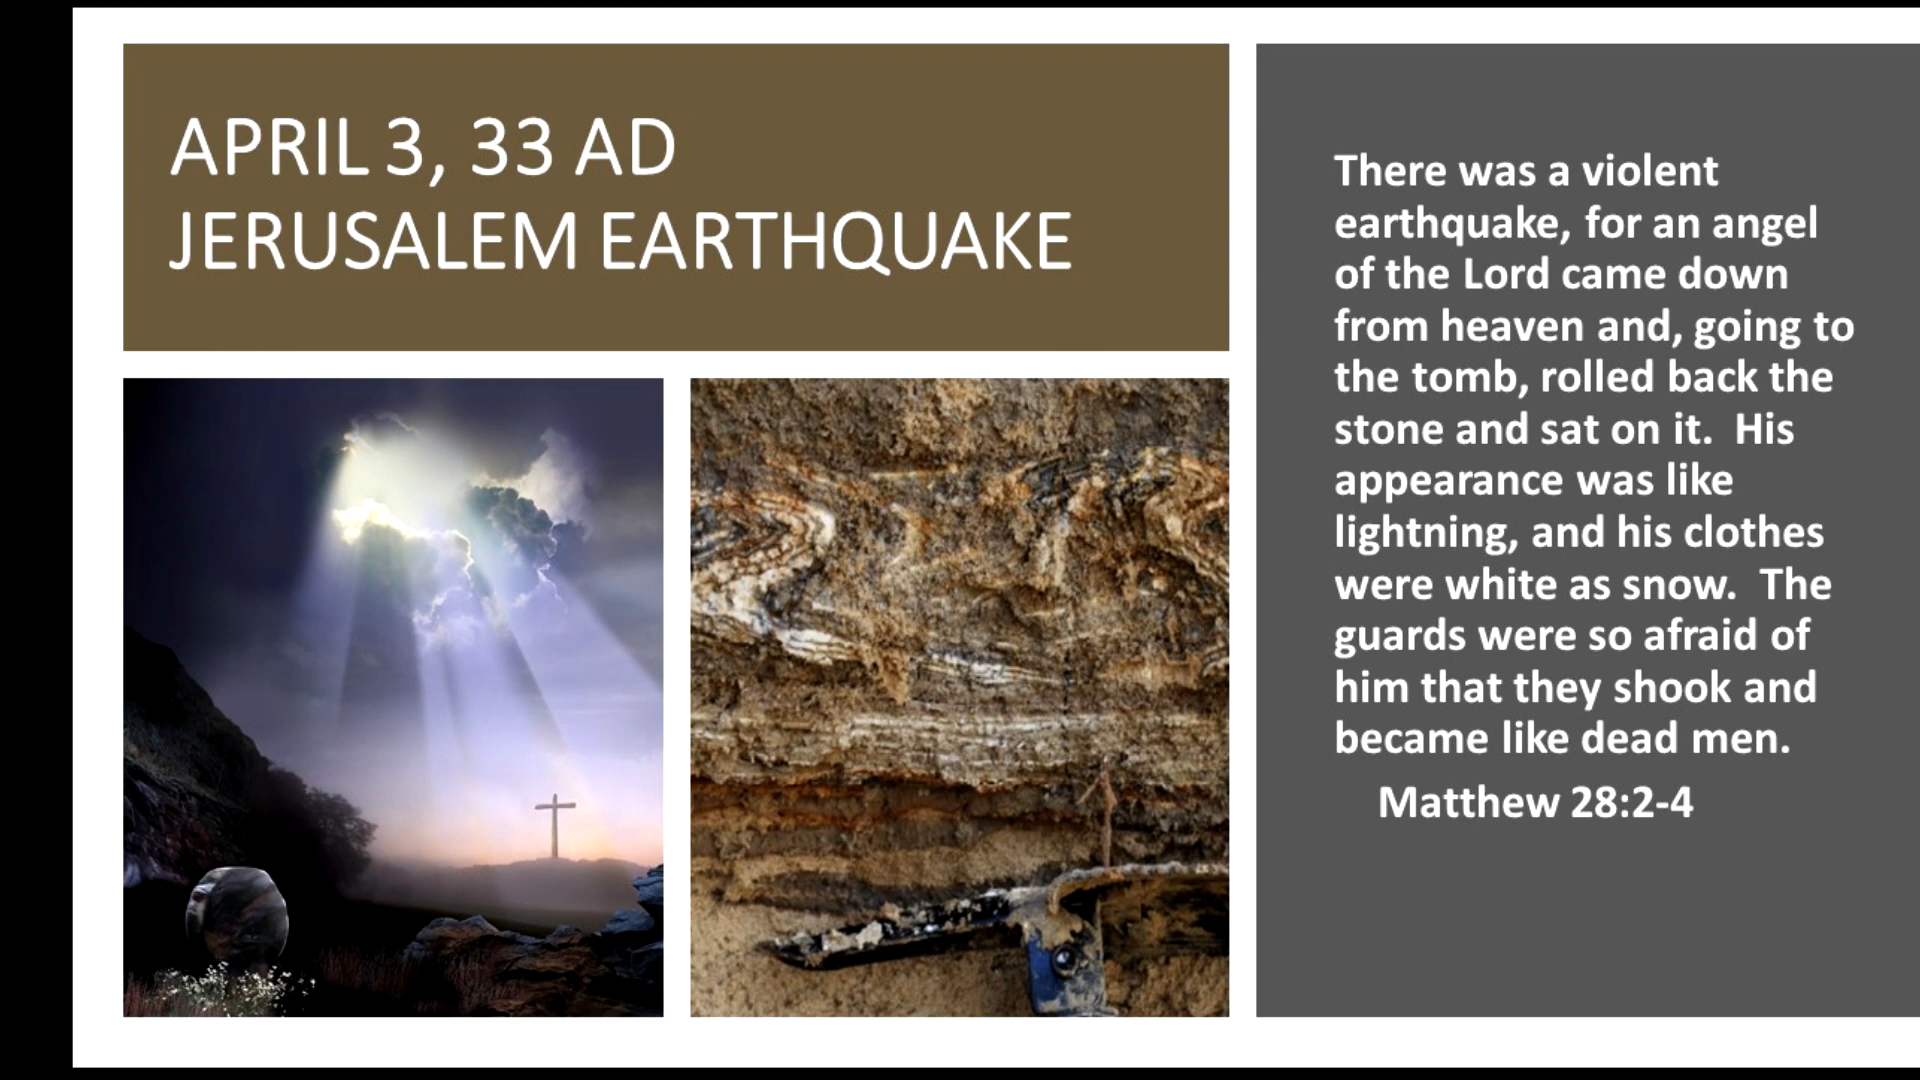 APRIL 3, 33 AD
JERUSALEM EARTHQUAKE
There was a violent
earthquake, for an angel
of the Lord came down
from heaven and, going to
the tomb, rolled back the
stone and sat on it.  His
appearance was like
lightning, and his clothes
were white as snow.  The
guards were so afraid of
him that they shook and
became like dead men.
Matthew 28:2-4